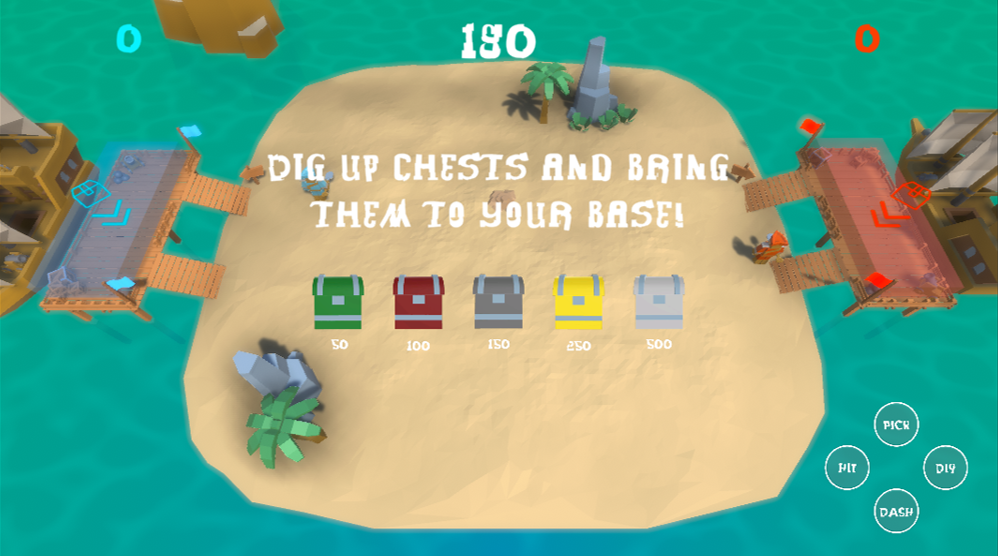 0
180
0
DIG UP CHESTS AND BRING
THEM TO YOUR BASE!
50
100
150
250
500
PICK
HIT
DIG
DASH